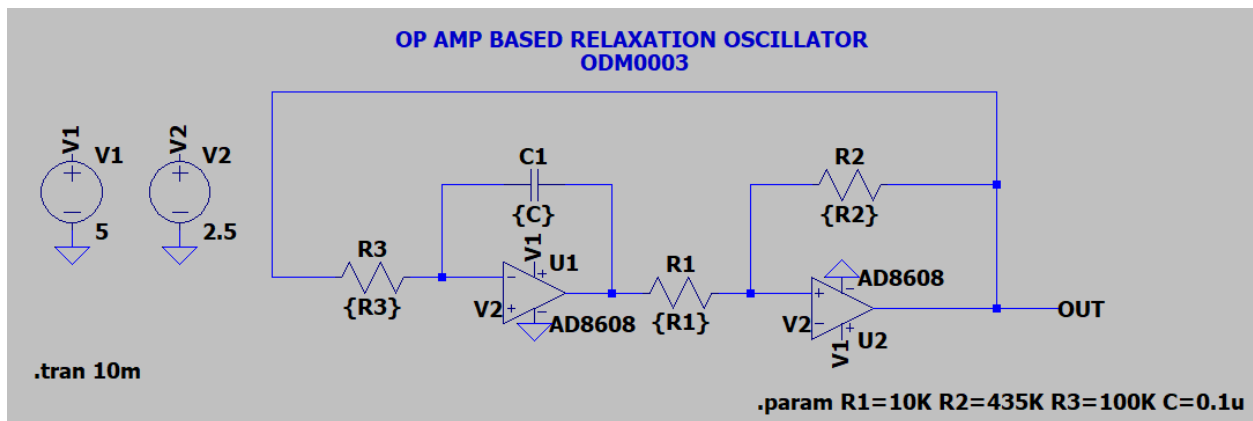 OP AMP BASED RELAXATION OSCILLATOR
ODM0003
V1
V1
5
V2
V2
2.5
C1
{C}
R2
{R2}
R3
{R3}
V1
U1
V2
AD8608
R1
{R1}
AD8608
V2
U2
V1
OUT
.tran 10m
.param R1=10K R2=435K R3=100K C=0.1u